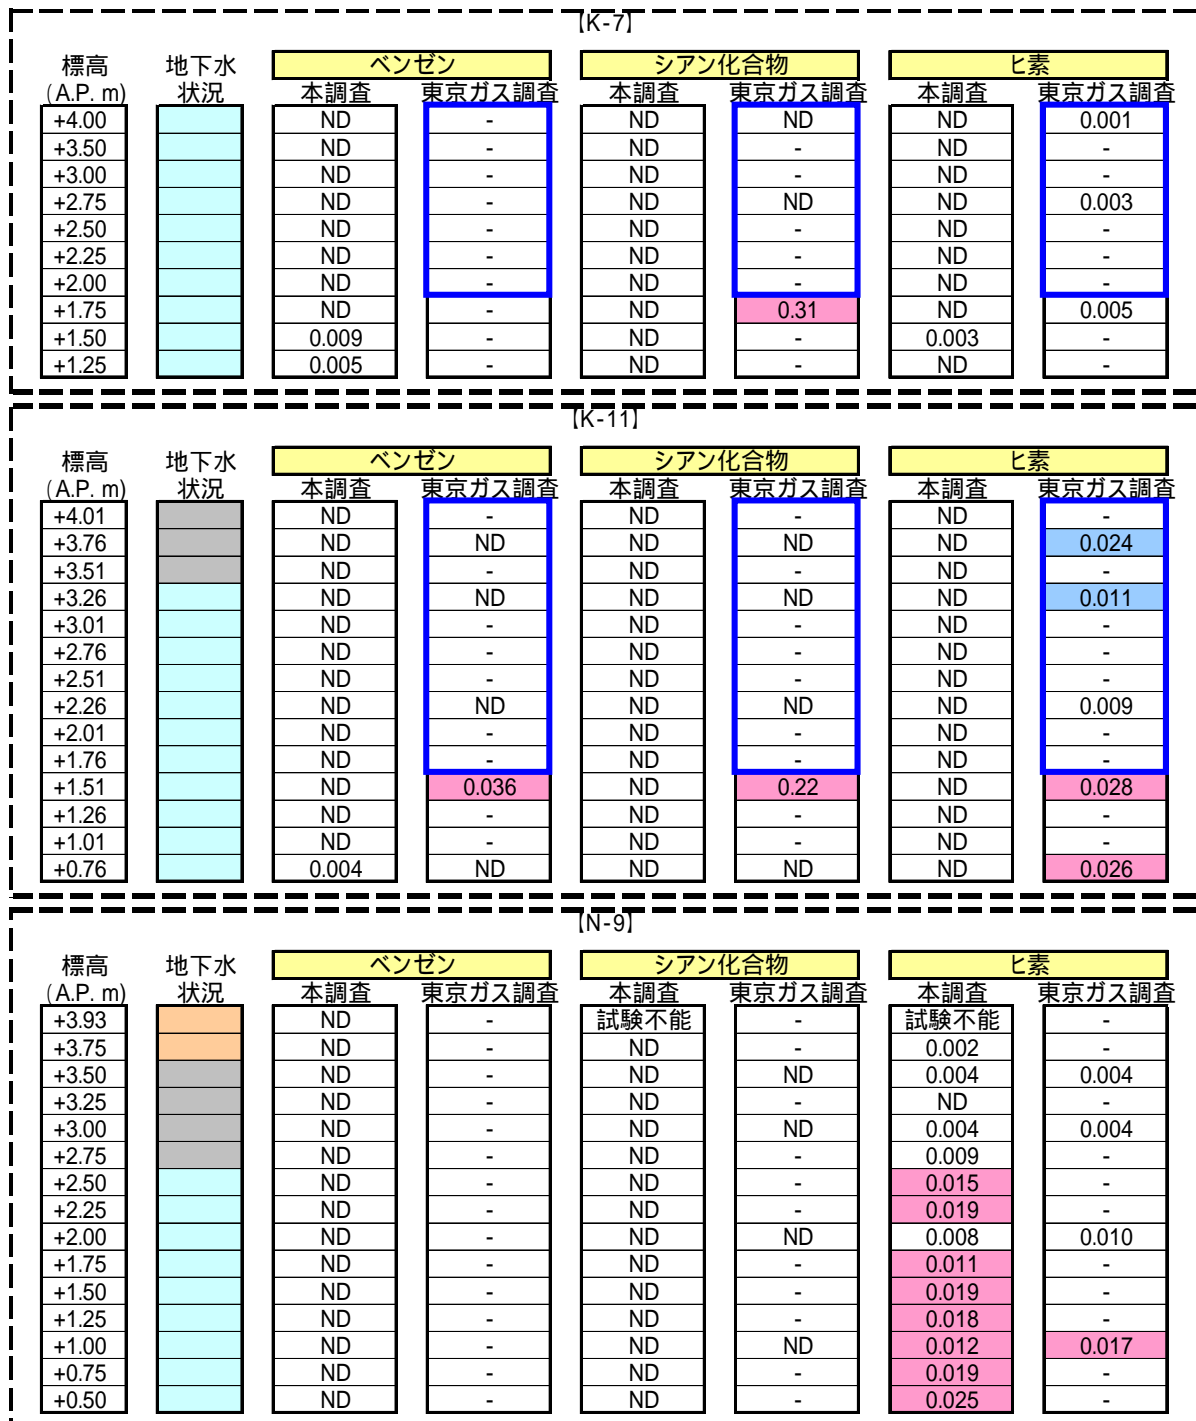 【K-7】
標高 地下水 ベンゼン シアン化合物 ヒ素
(A.P. m) 状況 本調査 東京ガス調査 本調査 東京ガス調査 本調査 東京ガス調査
+4.00 ND - ND ND ND 0.001
+3.50 ND - ND - ND -
+3.00 ND - ND - ND -
+2.75 ND - ND ND ND 0.003
+2.50 ND - ND - ND -
+2.25 ND - ND - ND -
+2.00 ND - ND - ND -
+1.75 ND - ND 0.31 ND 0.005
+1.50 0.009 - ND - 0.003 -
+1.25 0.005 - ND - ND -
【K-11】
標高 地下水 ベンゼン シアン化合物 ヒ素
(A.P. m) 状況 本調査 東京ガス調査 本調査 東京ガス調査 本調査 東京ガス調査
+4.01 ND - ND - ND -
+3.76 ND ND ND ND ND 0.024
+3.51 ND - ND - ND -
+3.26 ND ND ND ND ND 0.011
+3.01 ND - ND - ND -
+2.76 ND - ND - ND -
+2.51 ND - ND - ND -
+2.26 ND ND ND ND ND 0.009
+2.01 ND - ND - ND -
+1.76 ND - ND - ND -
+1.51 ND 0.036 ND 0.22 ND 0.028
+1.26 ND - ND - ND -
+1.01 ND - ND - ND -
+0.76 0.004 ND ND ND ND 0.026
【N-9】
標高 地下水 ベンゼン シアン化合物 ヒ素
(A.P. m) 状況 本調査 東京ガス調査 本調査 東京ガス調査 本調査 東京ガス調査
+3.93 ND - 試験不能 - 試験不能 -
+3.75 ND - ND - 0.002 -
+3.50 ND - ND ND 0.004 0.004
+3.25 ND - ND - ND -
+3.00 ND - ND ND 0.004 0.004
+2.75 ND - ND - 0.009 -
+2.50 ND - ND - 0.015 -
+2.25 ND - ND - 0.019 -
+2.00 ND - ND ND 0.008 0.010
+1.75 ND - ND - 0.011 -
+1.50 ND - ND - 0.019 -
+1.25 ND - ND - 0.018 -
+1.00 ND - ND ND 0.012 0.017
+0.75 ND - ND - 0.019 -
+0.50 ND - ND - 0.025 -